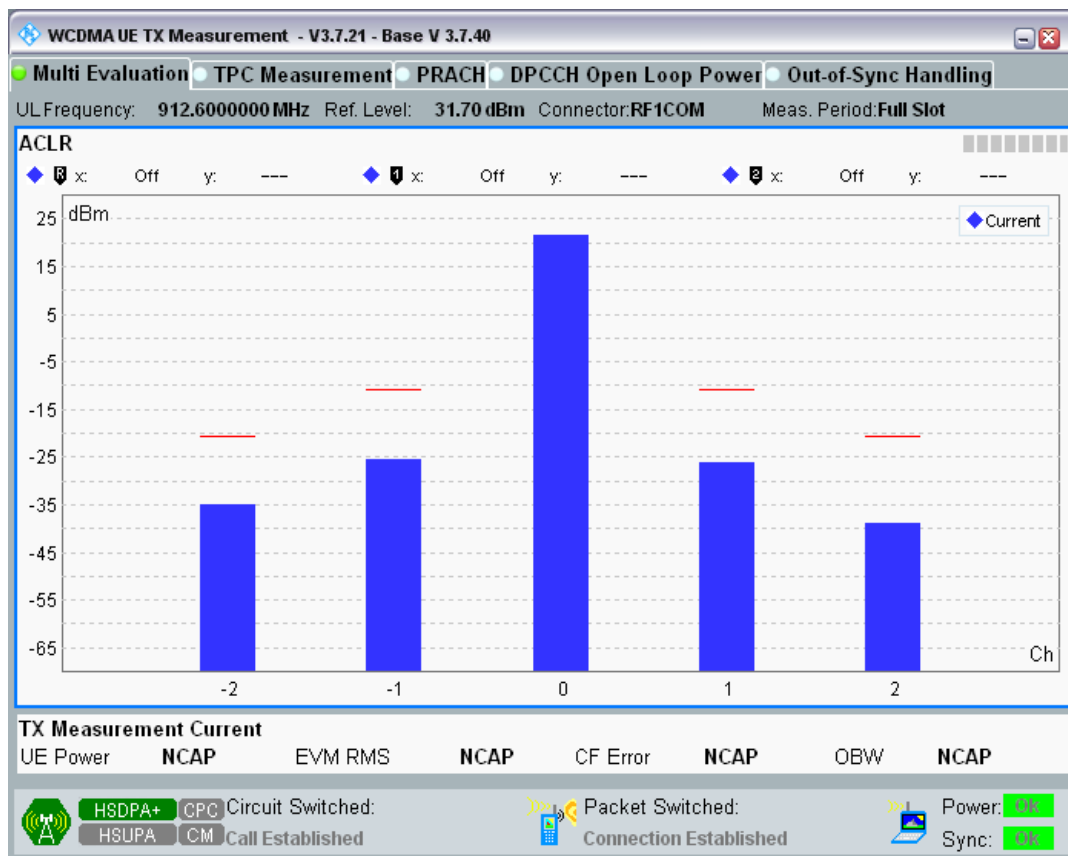 WCDMA UE TX Measurement - V3.7.21 - Base V 3.7.40
Multi Evaluation TPC Measurement PRACH DPCCH Open Loop Power Out-of-Sync Handling
UL Frequency: 912.6000000 MHz Ref. Level: 31.70 dBm Connector:RF1COM Meas. Period:Full Slot
ACLR
R x: Off y: --- 1 x: Off y: --- 2 x: Off y: ---
25 dBm Current
15
5
-5
-15
-25
-35
-45
-55
-65 Ch
-2 -1 0 1 2
TX Measurement Current
UE Power NCAP EVM RMS NCAP CF Error NCAP OBW NCAP
HSDPA+ CPC Circuit Switched: Packet Switched: Power: OK
HSUPA CM Call Established Connection Established Sync: OK